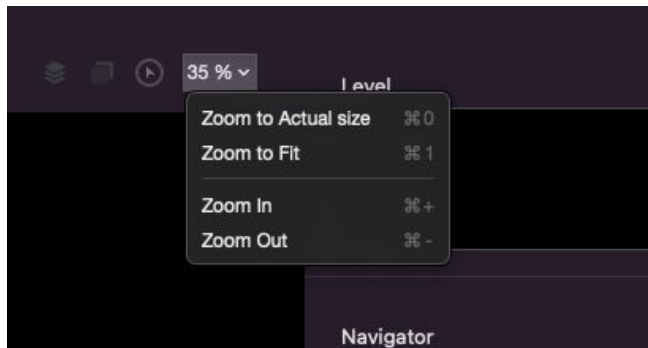 35 %
Level
Zoom to Actual size ⌘0
Zoom to Fit ⌘1
Zoom In ⌘+
Zoom Out ⌘-
Navigator